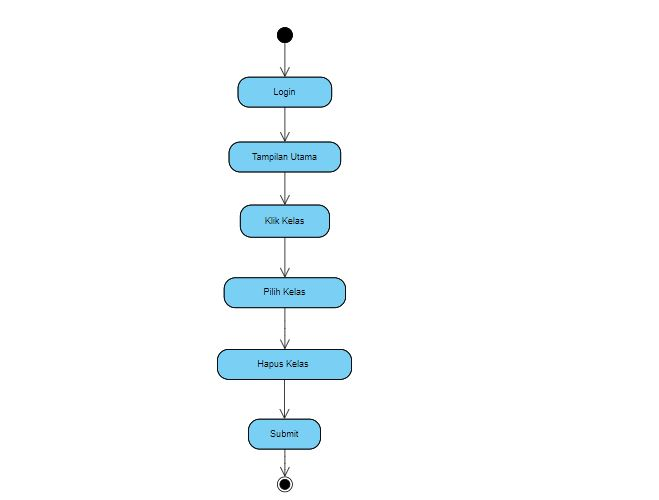 Login
Tampilan Utama
Klik Kelas
Pilih Kelas
Hapus Kelas
Submit